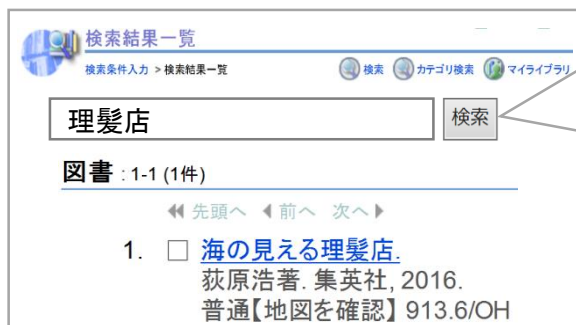 検索結果一覧
検索条件入力 > 検索結果一覧
検索 カテゴリ検索 マイライブラリ
理髪店 検索
図書 : 1-1 (1件)
先頭へ 前へ 次へ
1. 海の見える理髪店.
荻原浩著. 集英社, 2016.
普通【地図を確認】 913.6/OH